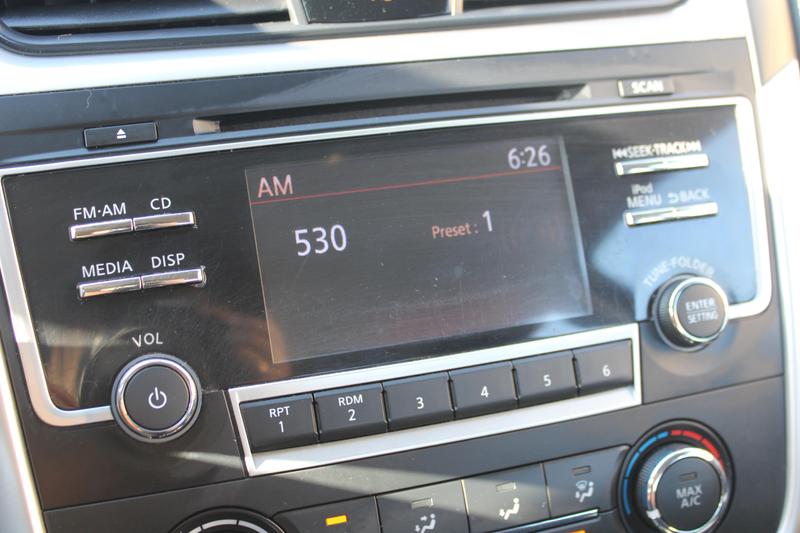 SCAN
AM 6:26
530 Preset : 1
SEEK·TRACK
iPod
MENU BACK
FM·AM CD
MEDIA DISP
TUNE·FOLDER
ENTER
SETTING
VOL
RPT
1
RDM
2
3
4
5
6
MAX
A/C